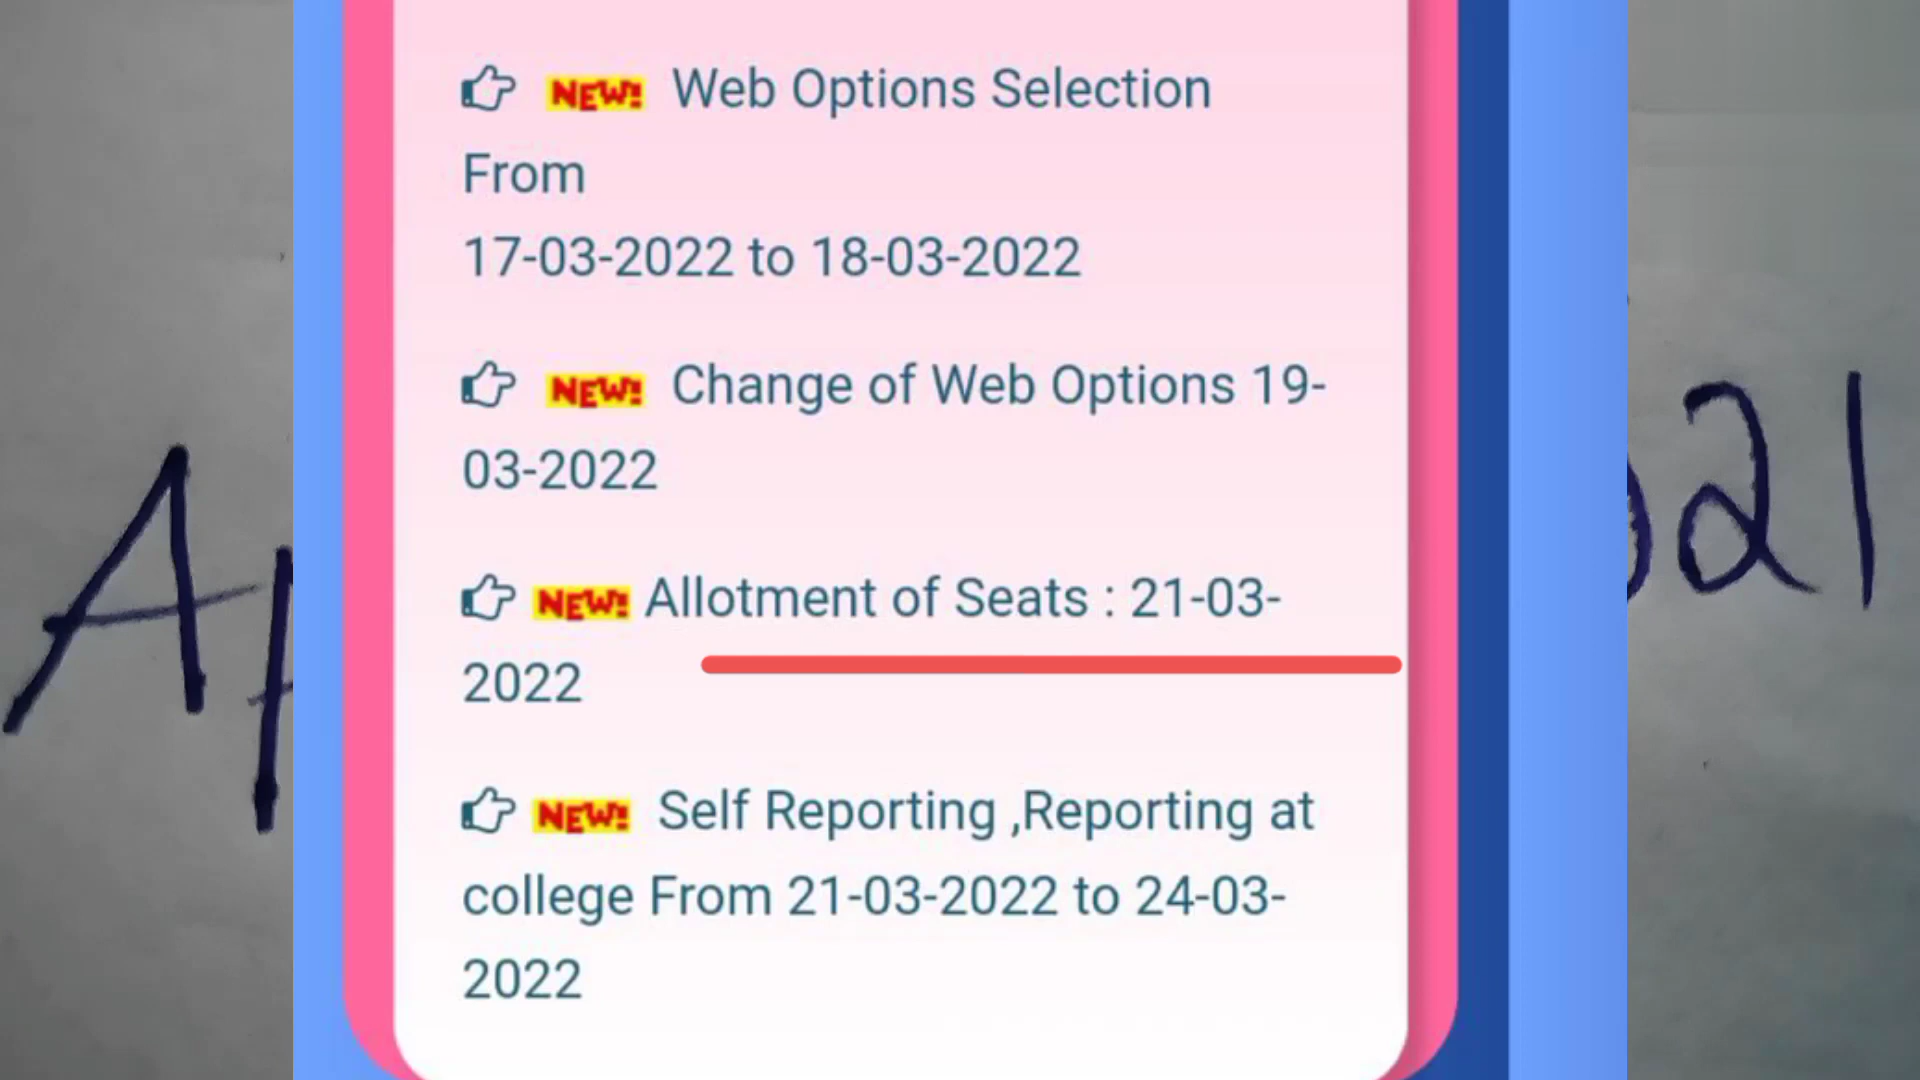 NEW! Web Options Selection
From
17-03-2022 to 18-03-2022
NEW! Change of Web Options 19-
03-2022
NEW! Allotment of Seats : 21-03-
2022
NEW! Self Reporting ,Reporting at
college From 21-03-2022 to 24-03-
2022
A
21